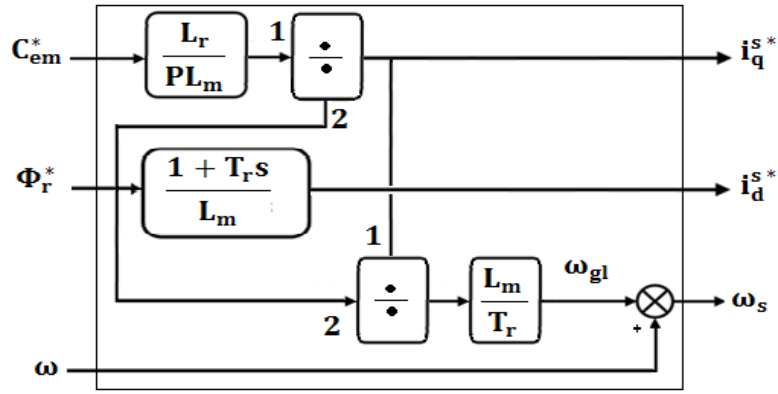 C*em
Lr
PLm
1
÷
is*q
2
Φ*r
1 + Trs
Lm
is*d
1
÷
2
Lm
Tr
ωgl
+
ωs
ω